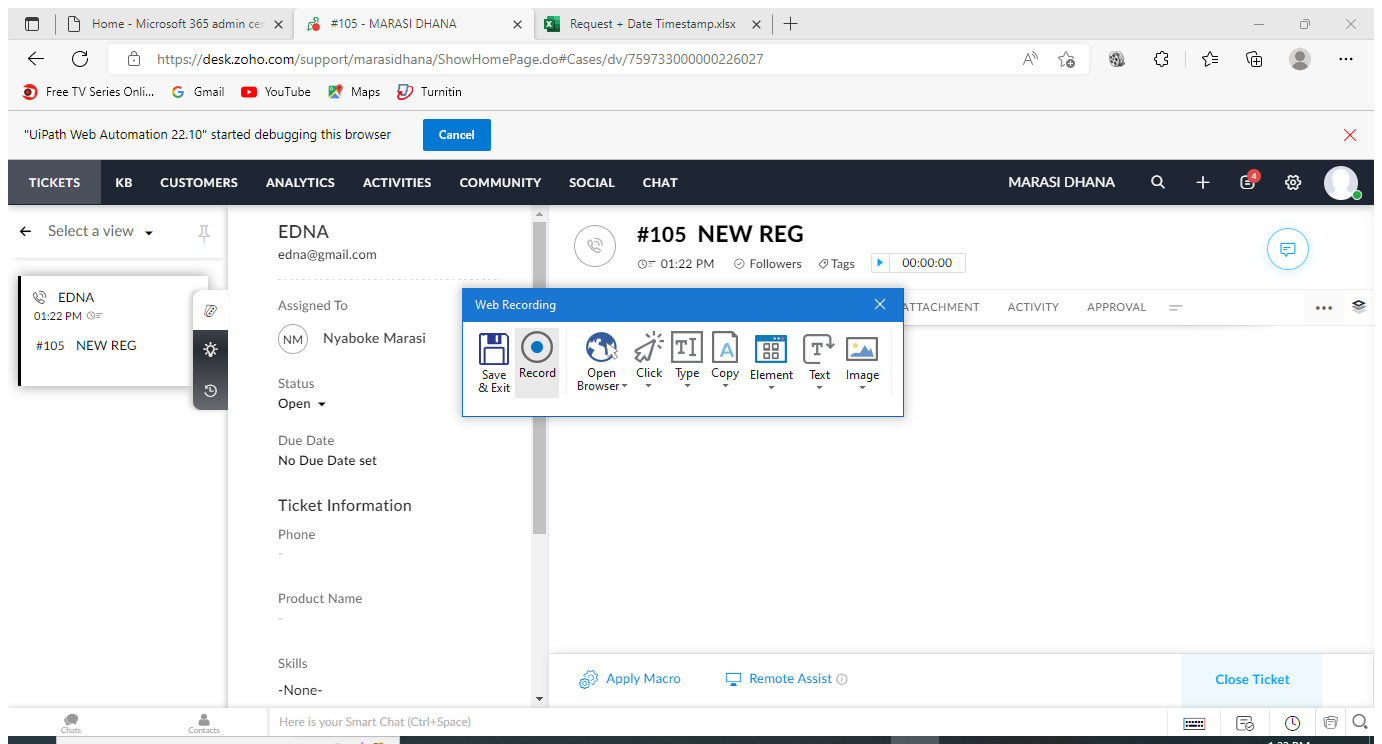 Home - Microsoft 365 admin cer
#105 - MARASI DHANA
Request + Date Timestamp.xlsx
https://desk.zoho.com/support/marasidhana/ShowHomePage.do#Cases/dv/759733000000226027
Free TV Series Onli...
Gmail
YouTube
Maps
Turnitin
"UiPath Web Automation 22.10" started debugging this browser
Cancel
TICKETS KB CUSTOMERS ANALYTICS ACTIVITIES COMMUNITY SOCIAL CHAT
MARASI DHANA
4
Select a view
EDNA
01:22 PM
#105 NEW REG
EDNA
edna@gmail.com
Assigned To
NM
Nyaboke Marasi
Status
Open
Due Date
No Due Date set
Ticket Information
Phone
-
Product Name
-
Skills
-None-
#105 NEW REG
01:22 PM Followers Tags 00:00:00
ATTACHMENT ACTIVITY APPROVAL
Web Recording
Save
& Exit
Record
Open
Browser
Click
Type
Copy
Element
Text
Image
Apply Macro
Remote Assist
Close Ticket
Chats
Contacts
Here is your Smart Chat (Ctrl+Space)